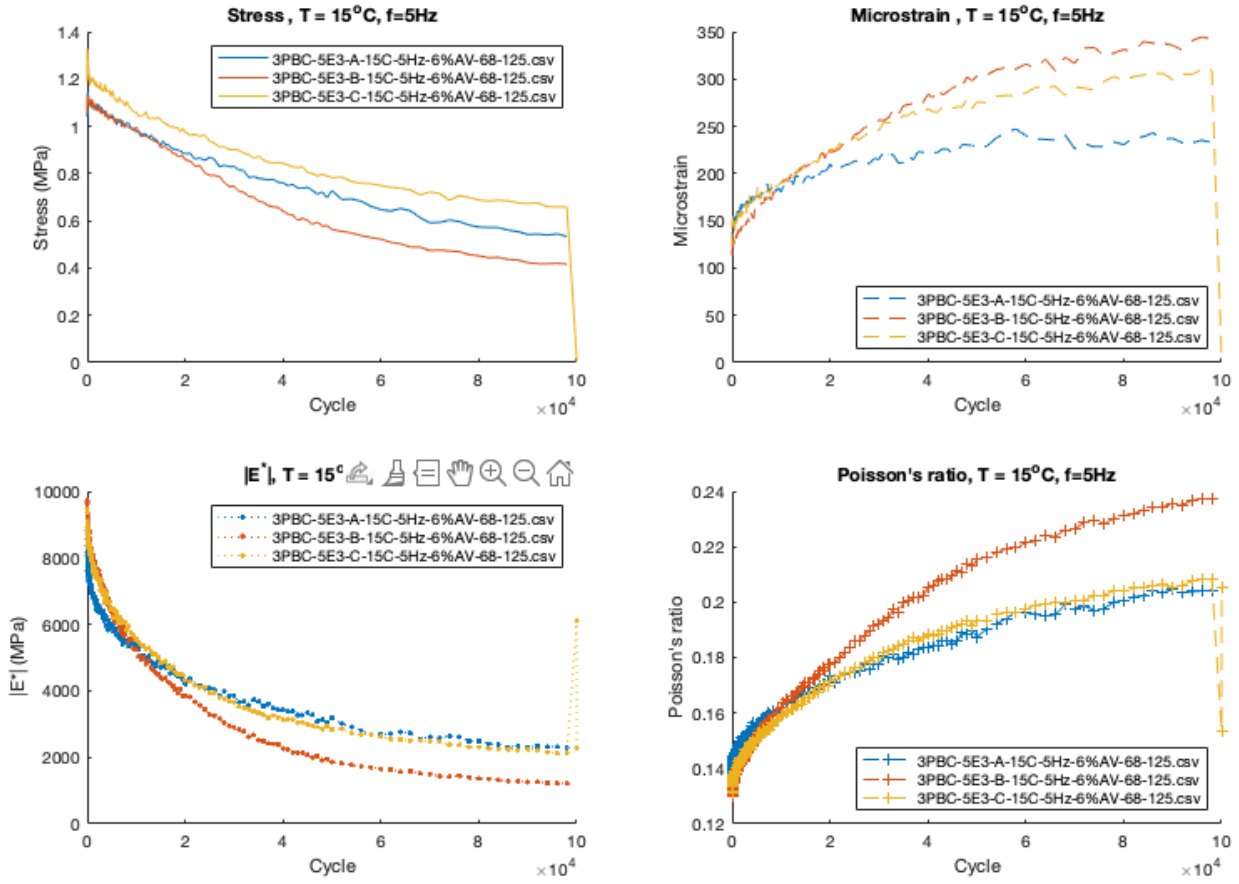 Stress , T = 15°C, f=5Hz
1.4
1.2
1
0.8
0.6
0.4
0.2
0
Stress (MPa)
3PBC-5E3-A-15C-5Hz-6%AV-68-125.csv
3PBC-5E3-B-15C-5Hz-6%AV-68-125.csv
3PBC-5E3-C-15C-5Hz-6%AV-68-125.csv
0 2 4 6 8 10
Cycle
×10⁴
Microstrain , T = 15°C, f=5Hz
350
300
250
200
150
100
50
0
Microstrain
3PBC-5E3-A-15C-5Hz-6%AV-68-125.csv
3PBC-5E3-B-15C-5Hz-6%AV-68-125.csv
3PBC-5E3-C-15C-5Hz-6%AV-68-125.csv
0 2 4 6 8 10
Cycle
×10⁴
|E*|, T = 15°
10000
8000
6000
4000
2000
0
|E*| (MPa)
3PBC-5E3-A-15C-5Hz-6%AV-68-125.csv
3PBC-5E3-B-15C-5Hz-6%AV-68-125.csv
3PBC-5E3-C-15C-5Hz-6%AV-68-125.csv
0 2 4 6 8 10
Cycle
×10⁴
Poisson's ratio, T = 15°C, f=5Hz
0.24
0.22
0.2
0.18
0.16
0.14
0.12
Poisson's ratio
3PBC-5E3-A-15C-5Hz-6%AV-68-125.csv
3PBC-5E3-B-15C-5Hz-6%AV-68-125.csv
3PBC-5E3-C-15C-5Hz-6%AV-68-125.csv
0 2 4 6 8 10
Cycle
×10⁴